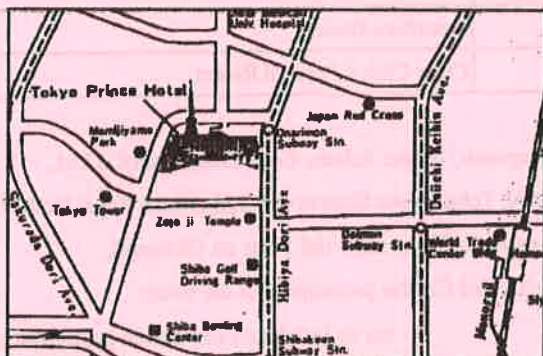 Univ. Hospital
Tokyo Prince Hotel
Japan Red Cross
Onarimon
Subway Stn.
Momijiyama
Park
Daiichi Keihin Ave.
Tokyo Tower
Zojo ji Temple
Sakurada Dori Ave.
Hibiya Dori Ave
Daimon
Subway Stn.
World Trade
Center Bldg
Shiba Golf
Driving Range
Monorail
Shiba Bowling
Center
Shibakoen
Subway Stn.